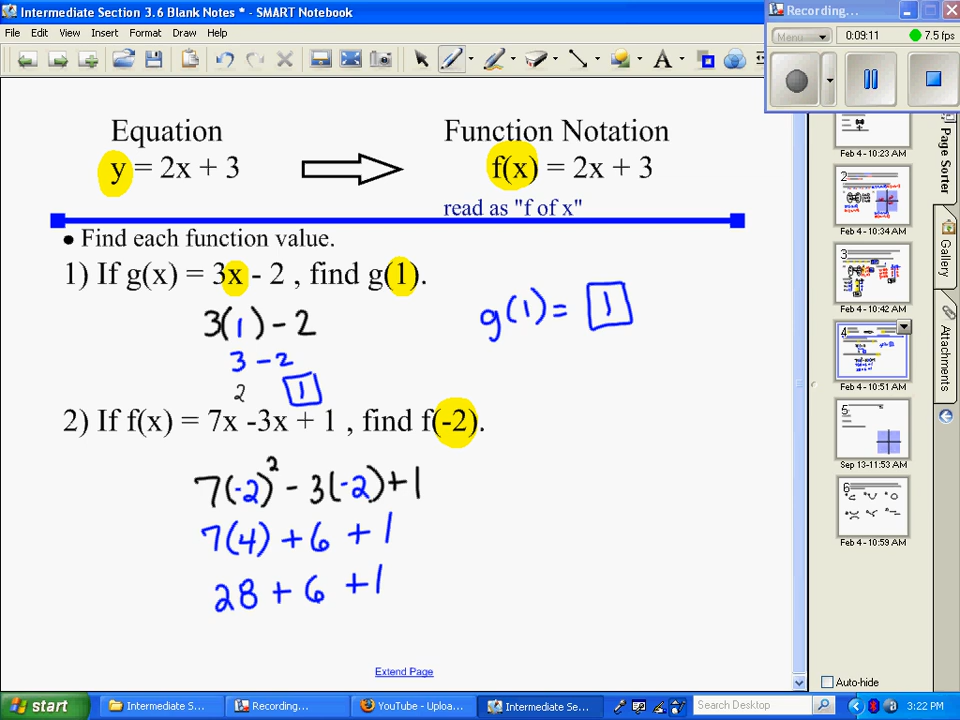 Intermediate Section 3.6 Blank Notes * - SMART Notebook
Recording...
File Edit View Insert Format Draw Help
Menu
0:09:11
7.5 fps
Equation
Function Notation
y = 2x + 3
f(x) = 2x + 3
read as "f of x"
• Find each function value.
1) If g(x) = 3x - 2 , find g(1).
3(1) - 2
g(1) = 1
3 - 2
2
1
2) If f(x) = 7x -3x + 1 , find f(-2).
2
7(-2) - 3(-2) + 1
7(4) + 6 + 1
28 + 6 + 1
Extend Page
Feb 4 - 10:23 AM
2
Feb 4 - 10:34 AM
3
Feb 4 - 10:42 AM
4
Feb 4 - 10:51 AM
5
Sep 13-11:53 AM
6
Feb 4 - 10:59 AM
Page Sorter
Gallery
Attachments
Auto-hide
start
Intermediate S...
Recording...
YouTube - Uploa...
Intermediate Se...
Search Desktop
3:22 PM